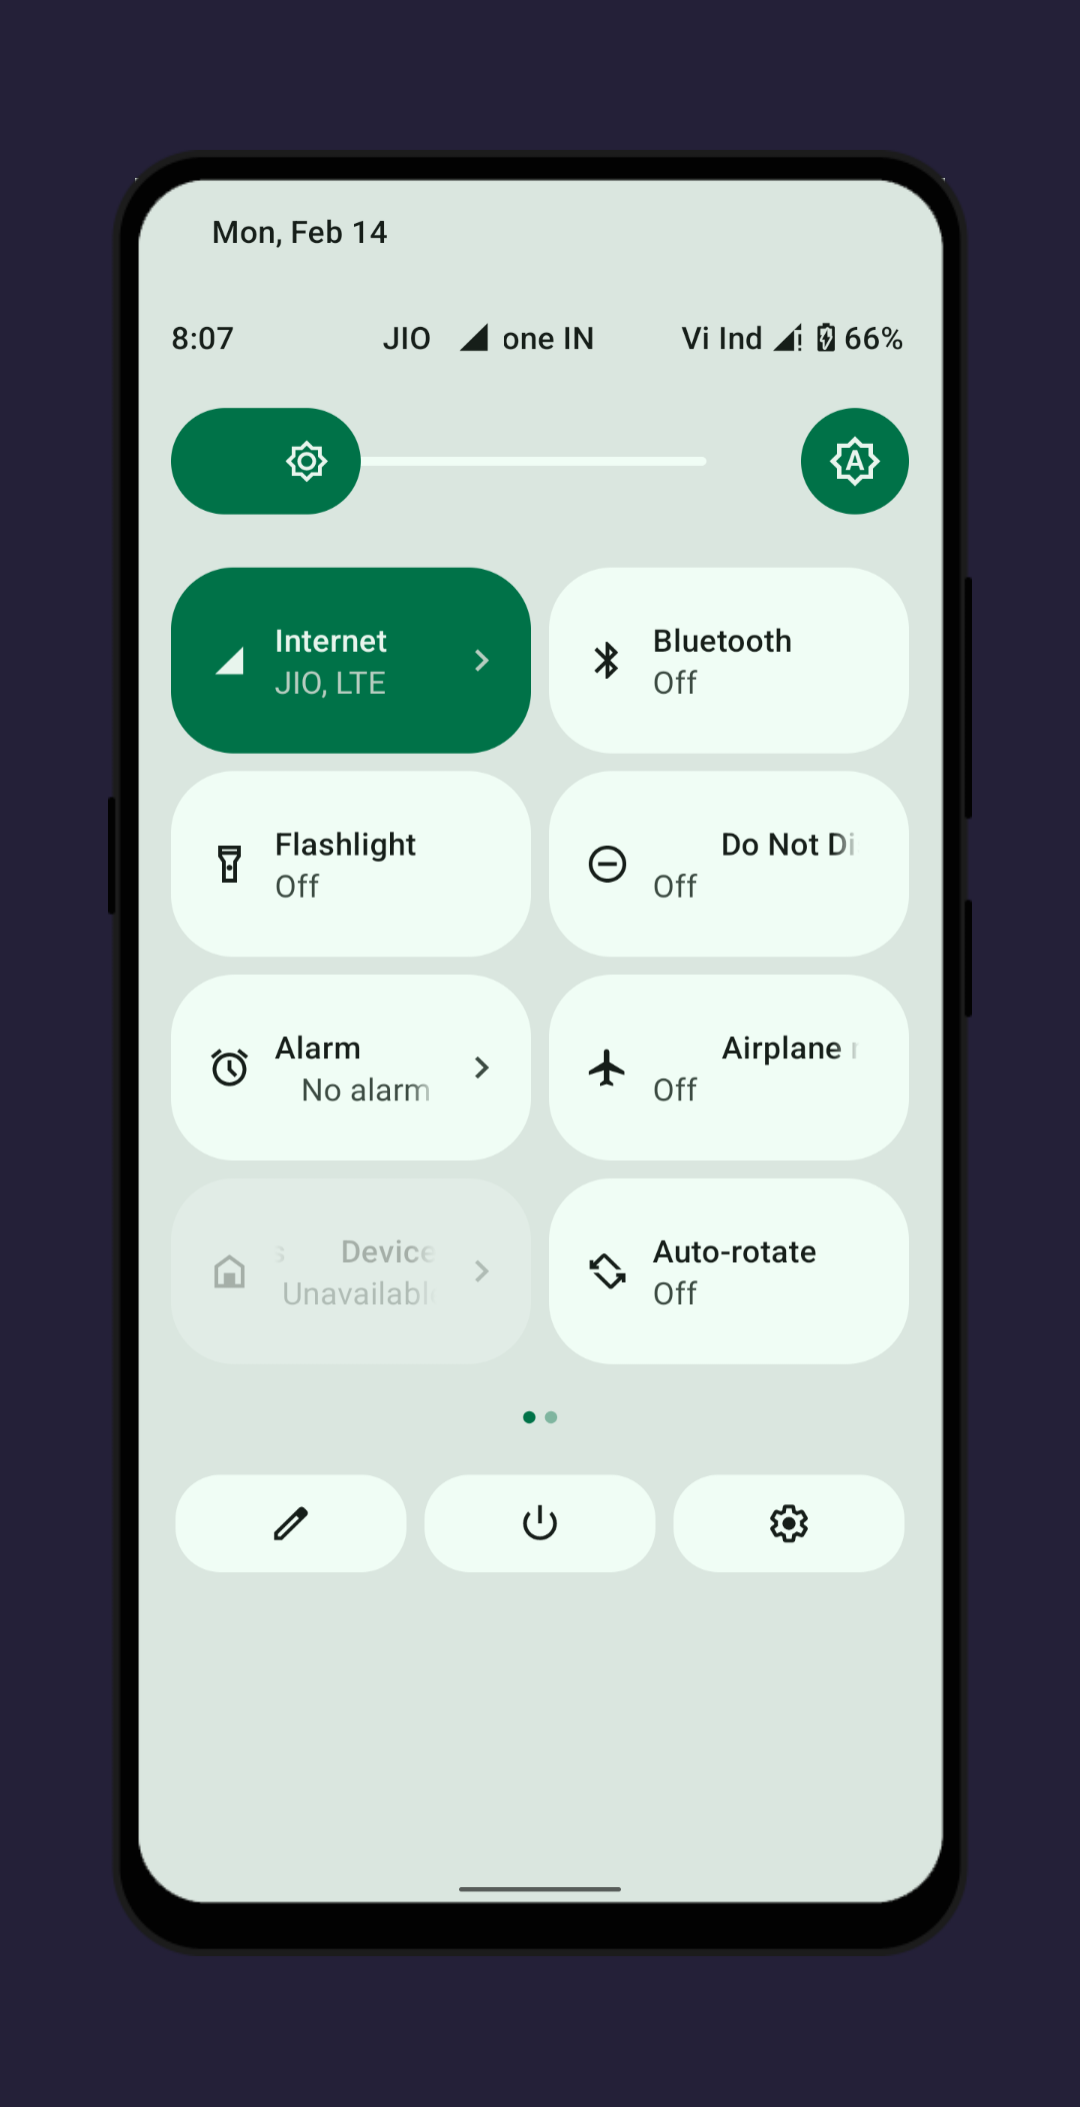 Mon, Feb 14
8:07 JIO one IN Vi Ind 66%
A
Internet
JIO, LTE
Bluetooth
Off
Flashlight
Off
Do Not Di
Off
Alarm
No alarm
Airplane
Off
Device
Unavailabl
Auto-rotate
Off